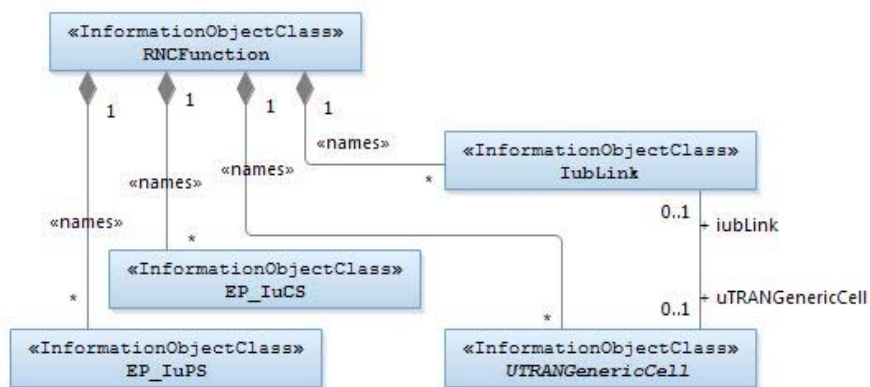 «InformationObjectClass»
RNCFunction
1
1
1
1
«names»
«InformationObjectClass»
IubLink
*
«names»
«names»
«names»
0..1
+ iubLink
*
«InformationObjectClass»
EP_IuCS
*
*
0..1
+ uTRANGenericCell
«InformationObjectClass»
EP_IuPS
«InformationObjectClass»
UTRANGenericCell